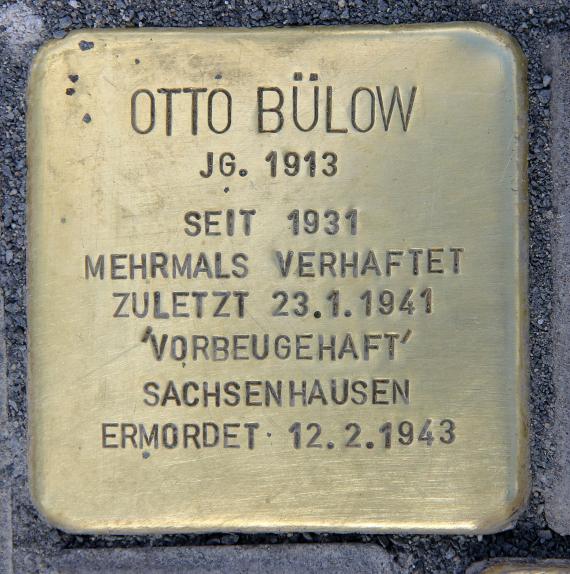 OTTO BÜLOW
JG. 1913
SEIT 1931
MEHRMALS VERHAFTET
ZULETZT 23.1.1941
'VORBEUGEHAFT'
SACHSENHAUSEN
ERMORDET 12.2.1943